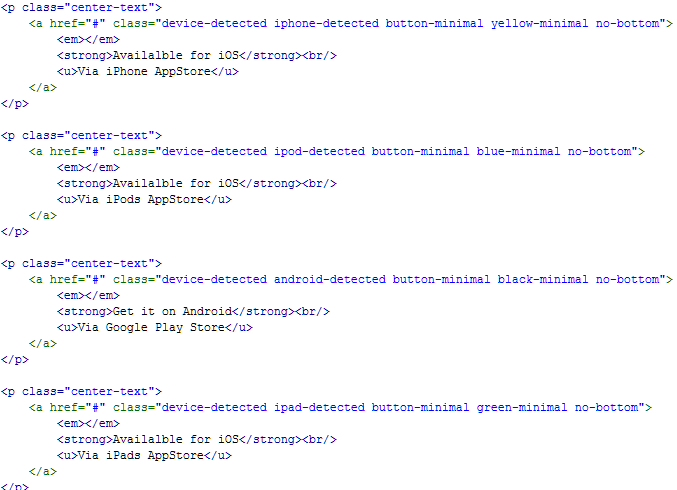 <p class="center-text">
<a href="#" class="device-detected iphone-detected button-minimal yellow-minimal no-bottom">
<em></em>
<strong>Availalble for iOS</strong><br/>
<u>Via iPhone AppStore</u>
</a>
</p>
<p class="center-text">
<a href="#" class="device-detected ipod-detected button-minimal blue-minimal no-bottom">
<em></em>
<strong>Availalble for iOS</strong><br/>
<u>Via iPods AppStore</u>
</a>
</p>
<p class="center-text">
<a href="#" class="device-detected android-detected button-minimal black-minimal no-bottom">
<em></em>
<strong>Get it on Android</strong><br/>
<u>Via Google Play Store</u>
</a>
</p>
<p class="center-text">
<a href="#" class="device-detected ipad-detected button-minimal green-minimal no-bottom">
<em></em>
<strong>Availalble for iOS</strong><br/>
<u>Via iPads AppStore</u>
</a>
</p>